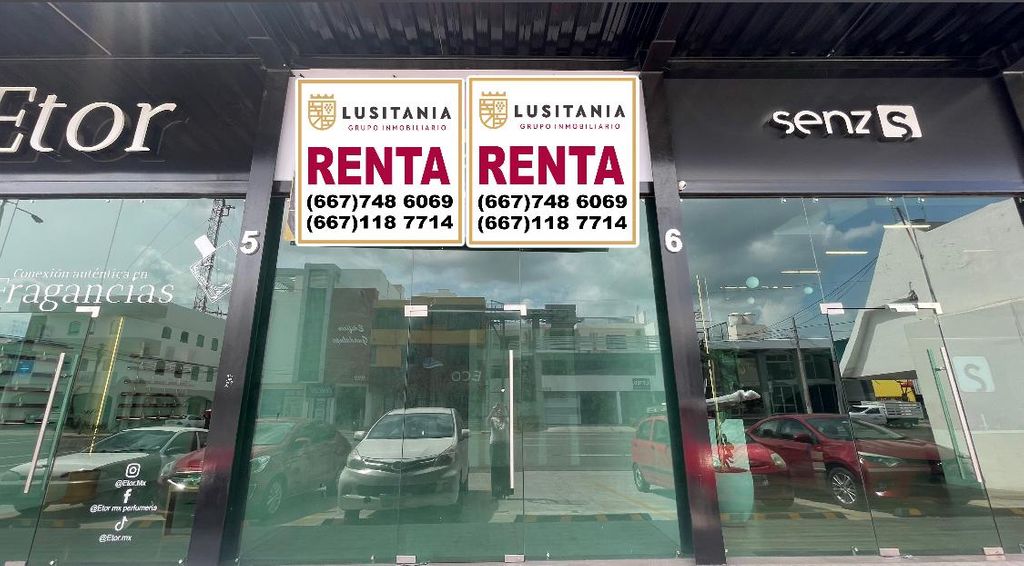 Etor
LUSITANIA
GRUPO INMOBILIARIO
RENTA
(667)748 6069
(667)118 7714
LUSITANIA
GRUPO INMOBILIARIO
RENTA
(667)748 6069
(667)118 7714
senz S
5
6
Conexión auténtica en
Fragancias
ECO
S
@Etor.Mx
@Etor mx perfumeria
@Etor.mx